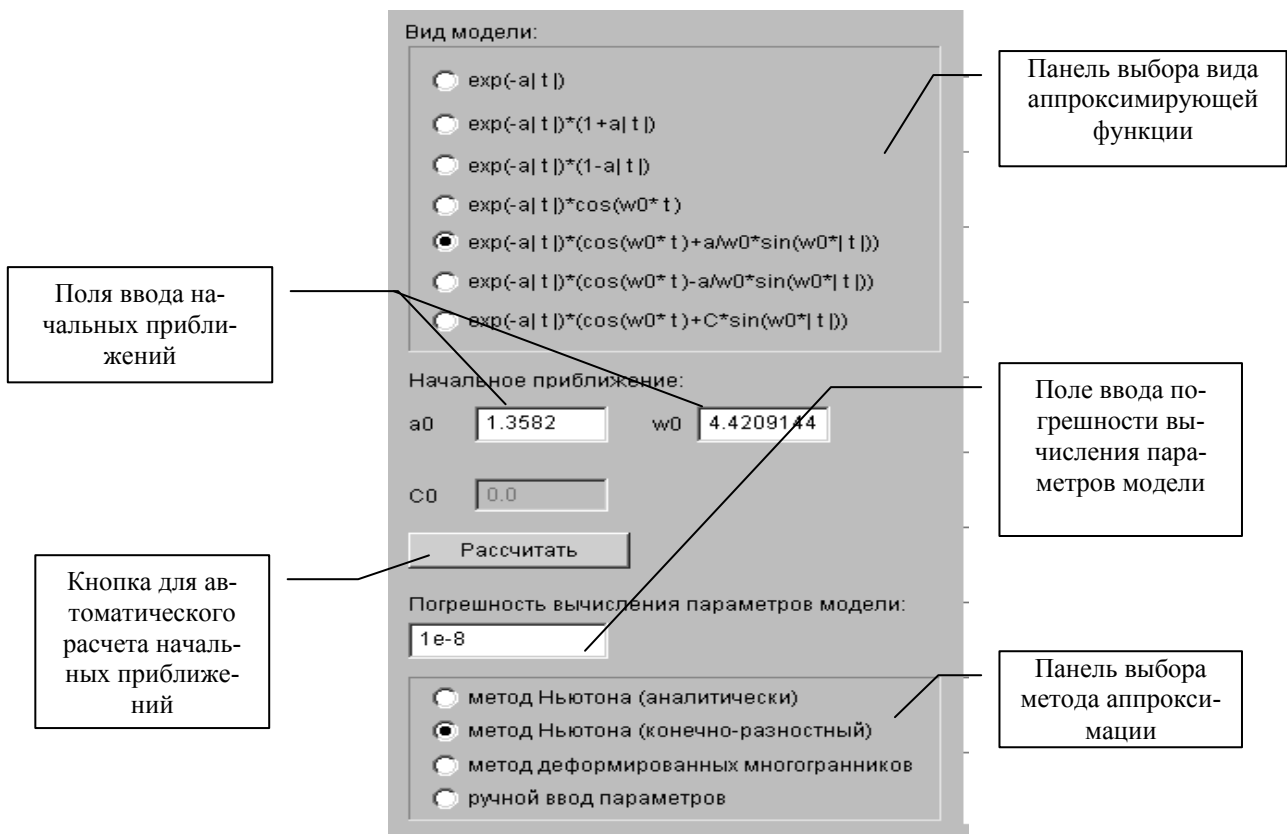 Вид модели:
exp(-a| t |)
exp(-a| t |)*(1+a| t |)
exp(-a| t |)*(1-a| t |)
exp(-a| t |)*cos(w0* t)
exp(-a| t |)*(cos(w0* t)+a/w0*sin(w0*| t |))
exp(-a| t |)*(cos(w0* t)-a/w0*sin(w0*| t |))
exp(-a| t |)*(cos(w0* t)+C*sin(w0*| t |))
Панель выбора вида
аппроксимирующей
функции
Поля ввода на-
чальных прибли-
жений
Начальное приближение:
a0 1.3582 w0 4.4209144
C0 0.0
Рассчитать
Поле ввода по-
грешности вы-
числения пара-
метров модели
Кнопка для ав-
томатического
расчета началь-
ных приближе-
ний
Погрешность вычисления параметров модели:
1e-8
метод Ньютона (аналитически)
метод Ньютона (конечно-разностный)
метод деформированных многогранников
ручной ввод параметров
Панель выбора
метода аппрокси-
мации